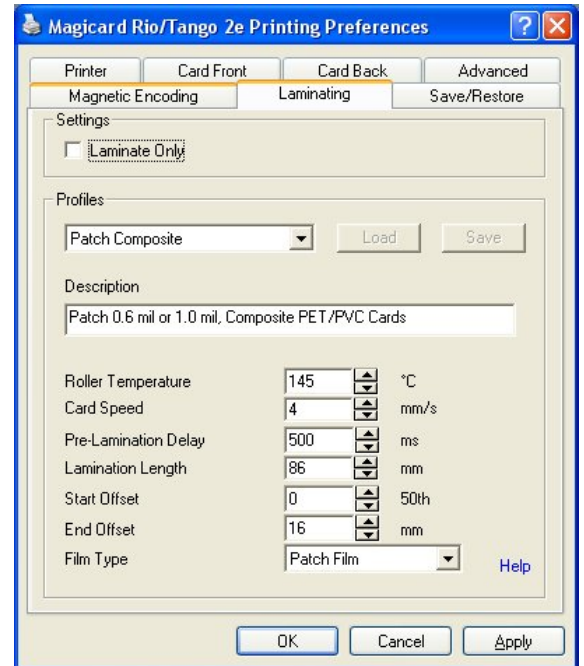 Magicard Rio/Tango 2e Printing Preferences
Printer Card Front Card Back Advanced
Magnetic Encoding Laminating Save/Restore
Settings
Laminate Only
Profiles
Patch Composite Load Save
Description
Patch 0.6 mil or 1.0 mil, Composite PET/PVC Cards
Roller Temperature 145 °C
Card Speed 4 mm/s
Pre-Lamination Delay 500 ms
Lamination Length 86 mm
Start Offset 0 50th
End Offset 16 mm
Film Type Patch Film Help
OK Cancel Apply